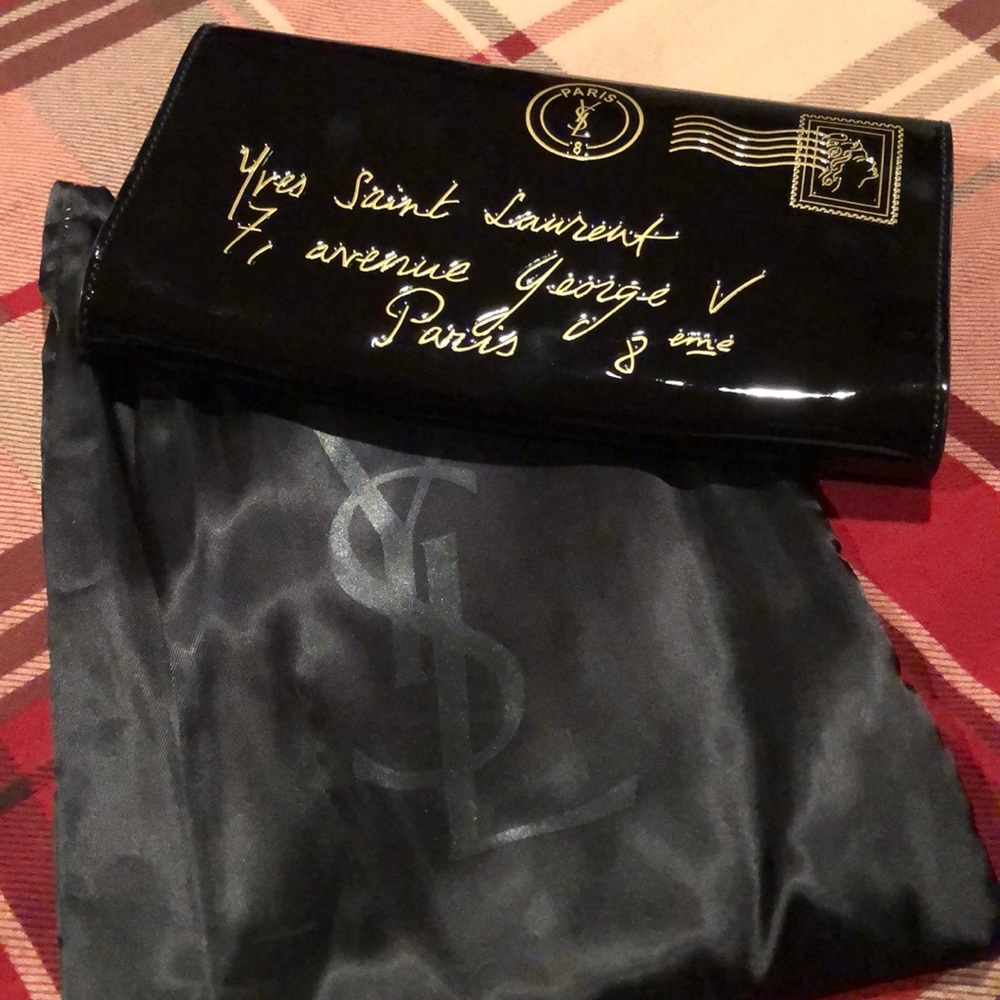 PARIS
YSL
8
Yves Saint Laurent
7, avenue George V
Paris 8 ème
YSL